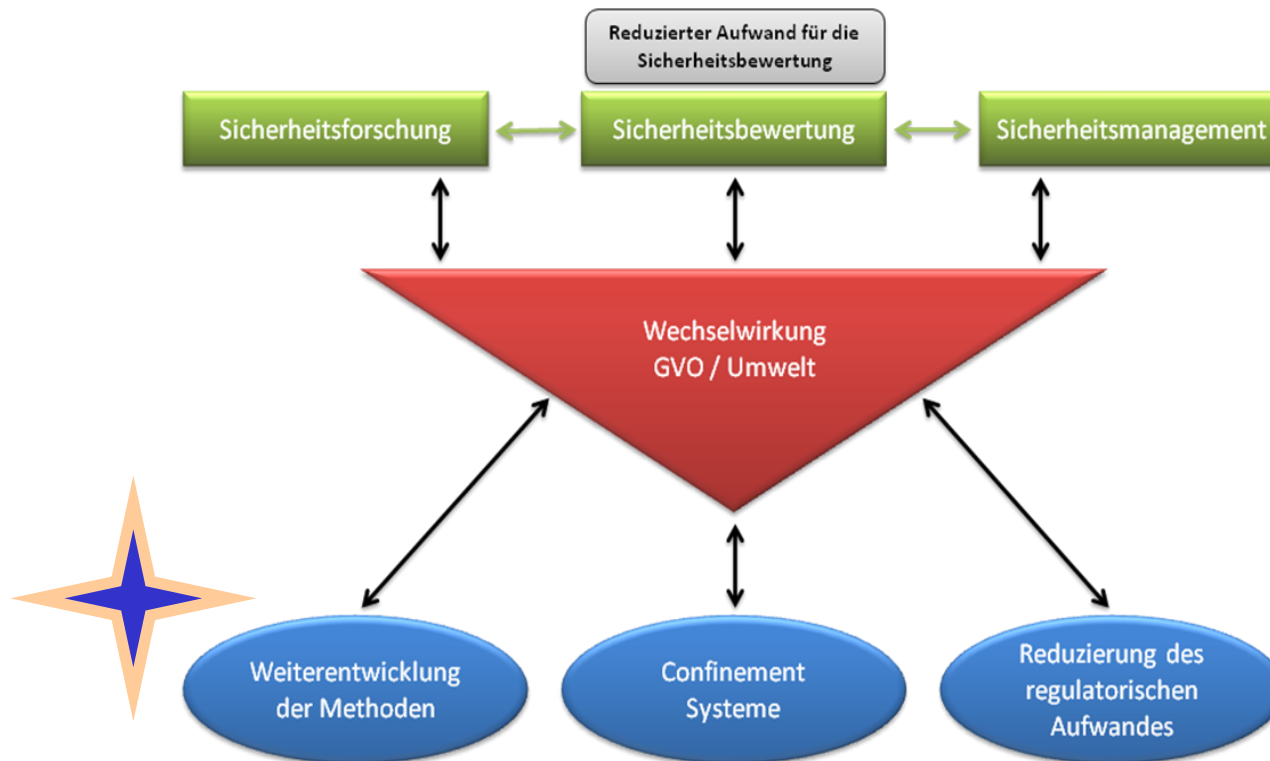 Reduzierter Aufwand für die
Sicherheitsbewertung
Sicherheitsforschung
Sicherheitsbewertung
Sicherheitsmanagement
Wechselwirkung
GVO / Umwelt
Weiterentwicklung
der Methoden
Confinement
Systeme
Reduzierung des
regulatorischen
Aufwandes